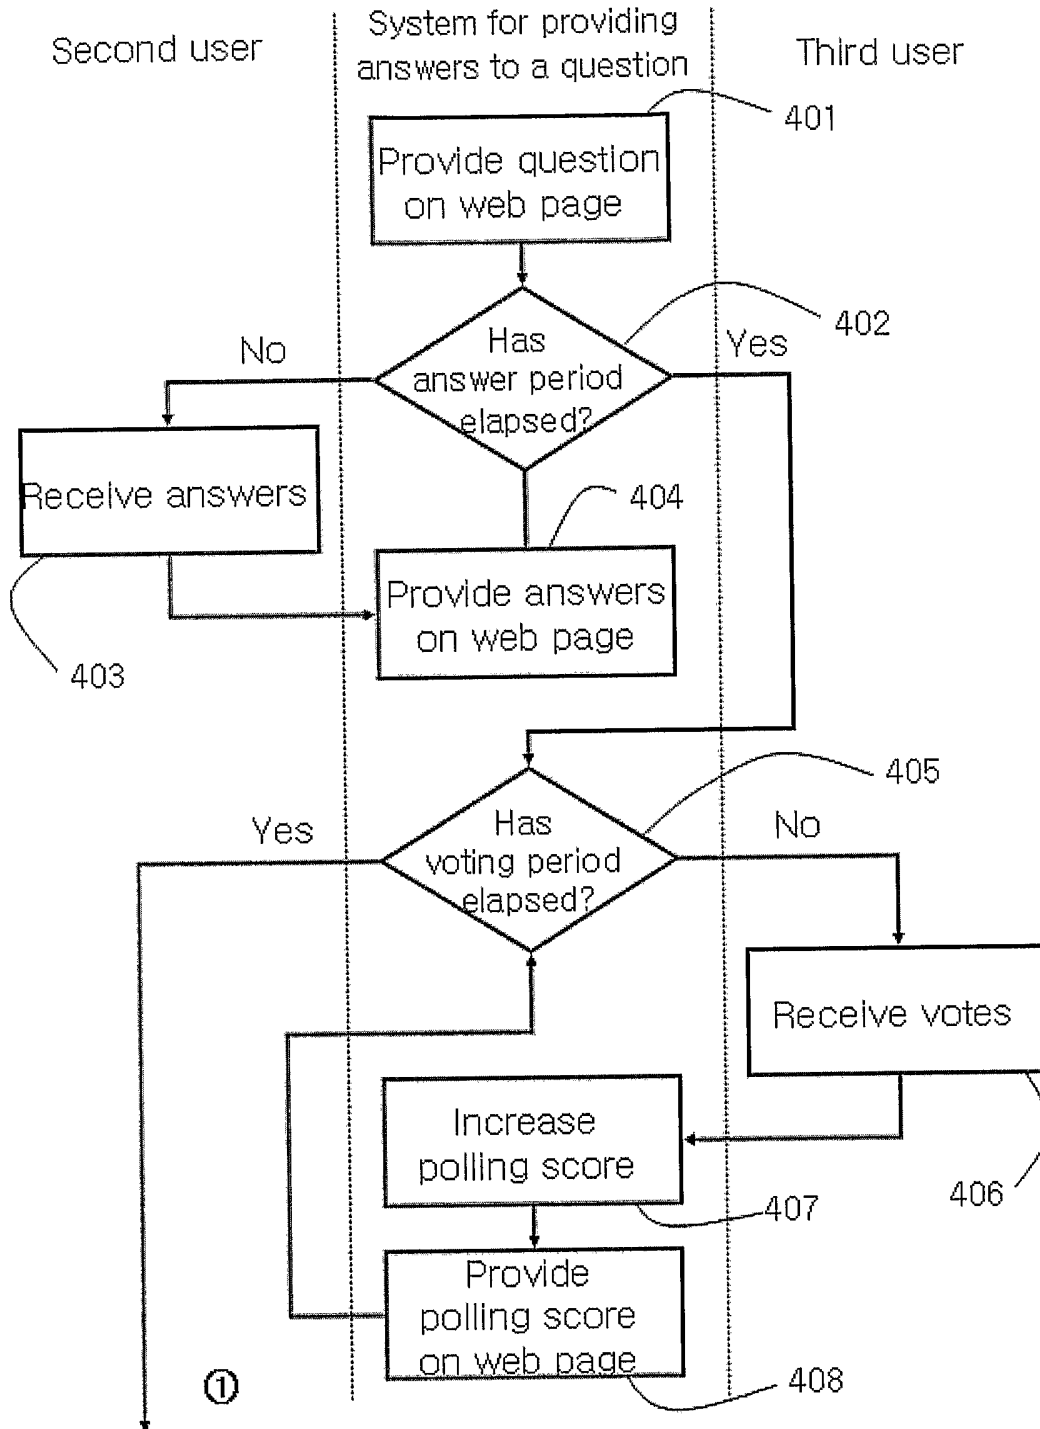 Second user
System for providing
answers to a question
Third user
401
Provide question
on web page
402
Has
answer period
elapsed?
No
Yes
Receive answers
403
404
Provide answers
on web page
405
Has
voting period
elapsed?
Yes
No
Receive votes
406
Increase
polling score
407
Provide
polling score
on web page
408
①